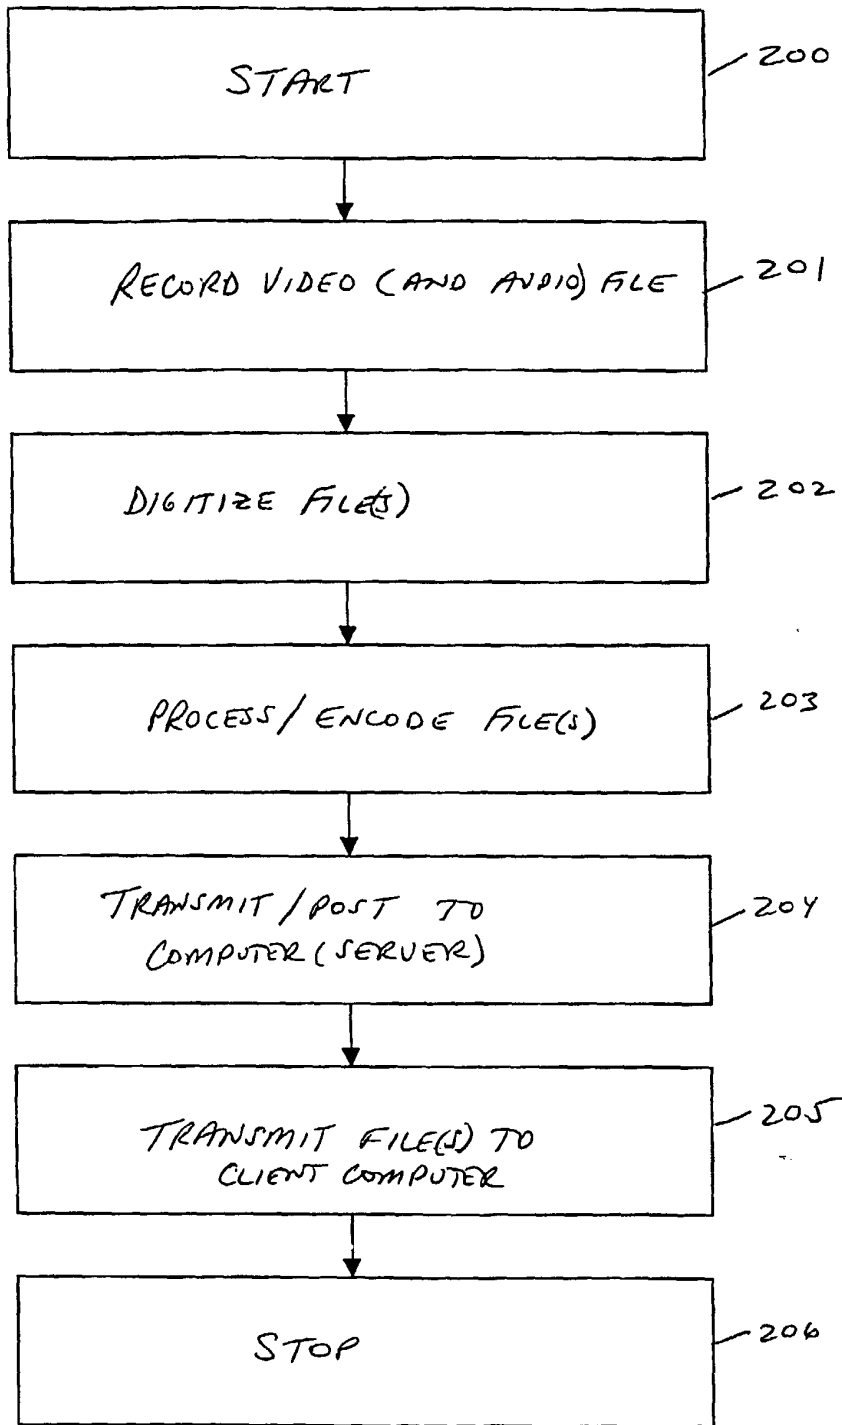 START
200
RECORD VIDEO (AND AUDIO) FILE
201
DIGITIZE FILE(S)
202
PROCESS / ENCODE FILE(S)
203
TRANSMIT / POST TO
COMPUTER (SERVER)
204
TRANSMIT FILE(S) TO
CLIENT COMPUTER
205
STOP
206